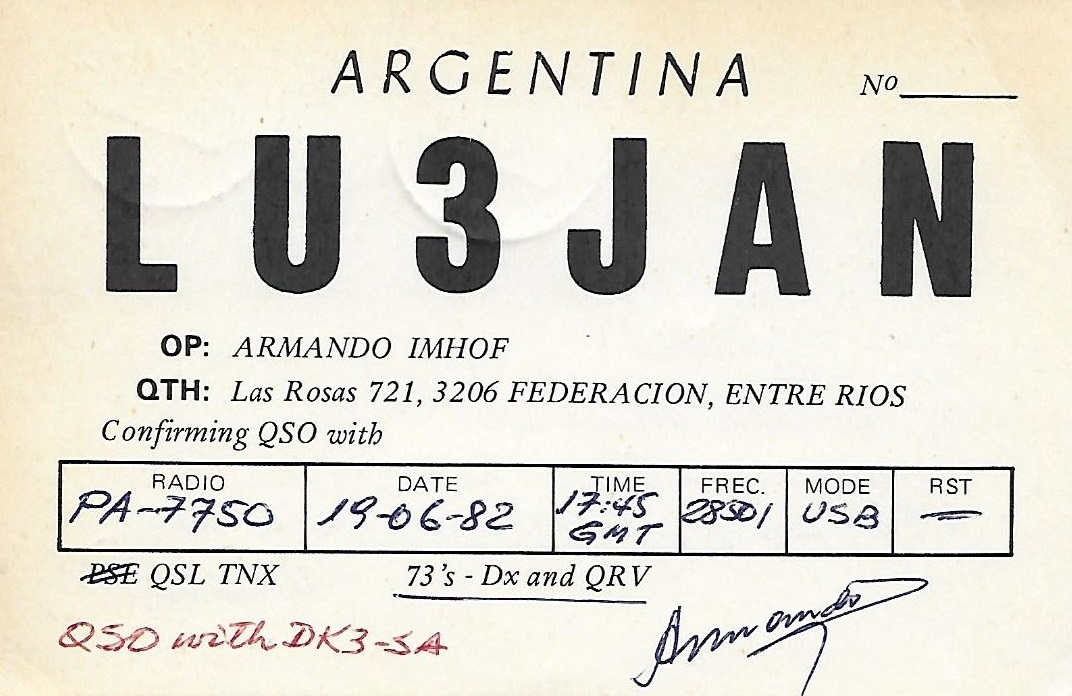 ARGENTINA
No
LU3JAN
OP: ARMANDO IMHOF
QTH: Las Rosas 721, 3206 FEDERACION, ENTRE RIOS
Confirming QSO with
RADIO DATE TIME FREC. MODE RST
PA-7750 19-06-82 17:45 GMT 28501 USB —
PSE QSL TNX 73's - Dx and QRV
QSO with DK3-SA
Armando